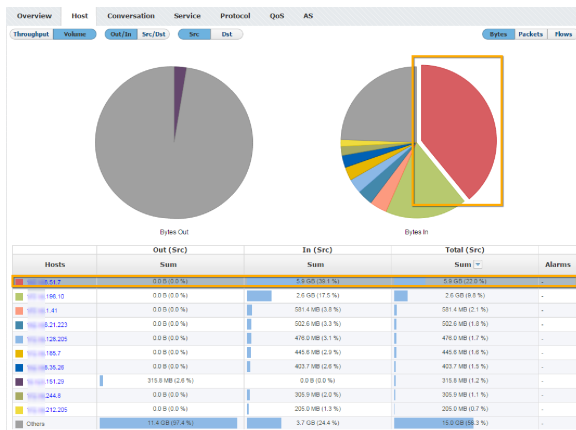 Overview Host Conversation Service Protocol QoS AS
Throughput Volume Out/In Src/Dst Src Dst Bytes Packets Flows
Bytes Out Bytes In
Out (Src) In (Src) Total (Src)
Hosts Sum Sum Sum Alarms
8.51.7 0.0 B (0.0 %) 5.9 GB (39.1 %) 5.9 GB (22.0 %) -
.196.10 0.0 B (0.0 %) 2.6 GB (17.5 %) 2.6 GB (9.8 %) -
.1.41 0.0 B (0.0 %) 581.4 MB (3.8 %) 581.4 MB (2.1 %) -
8.21.223 0.0 B (0.0 %) 502.6 MB (3.3 %) 502.6 MB (1.8 %) -
.128.205 0.0 B (0.0 %) 476.0 MB (3.1 %) 476.0 MB (1.7 %) -
.165.7 0.0 B (0.0 %) 445.6 MB (2.9 %) 445.6 MB (1.6 %) -
8.35.26 0.0 B (0.0 %) 403.7 MB (2.6 %) 403.7 MB (1.5 %) -
.151.29 315.8 MB (2.6 %) 0.0 B (0.0 %) 315.8 MB (1.2 %) -
.244.8 0.0 B (0.0 %) 305.9 MB (2.0 %) 305.9 MB (1.1 %) -
.212.205 0.0 B (0.0 %) 205.0 MB (1.3 %) 205.0 MB (0.7 %) -
Others 11.4 GB (97.4 %) 3.7 GB (24.4 %) 15.0 GB (56.3 %) -